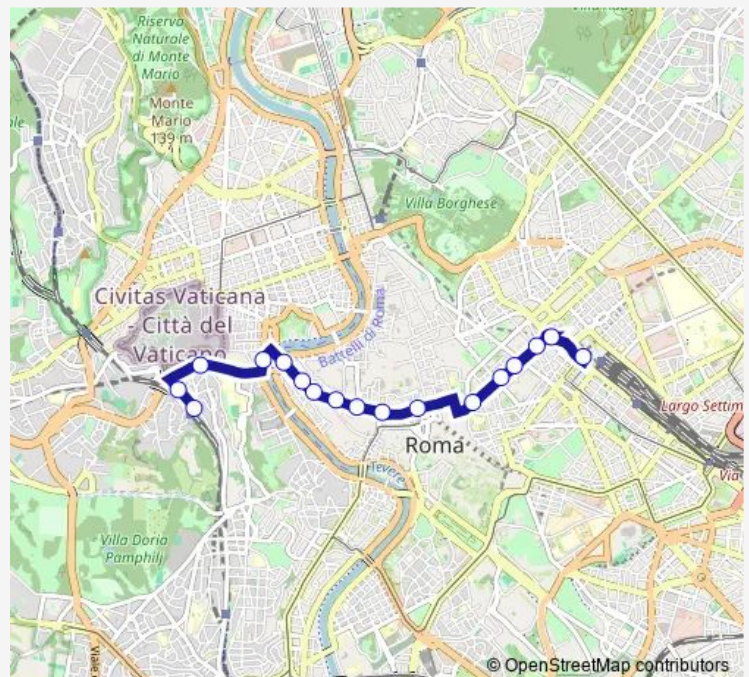 Riserva
Naturale
di Monte
Mario
Monte
Mario
139 m
Villa Borghese
Civitas Vaticana
- Città del
Vaticano
Battelli di Roma
Largo Settim
Roma
Via
Tevere
Villa Doria
Pamphilj
Viale
© OpenStreetMap contributors